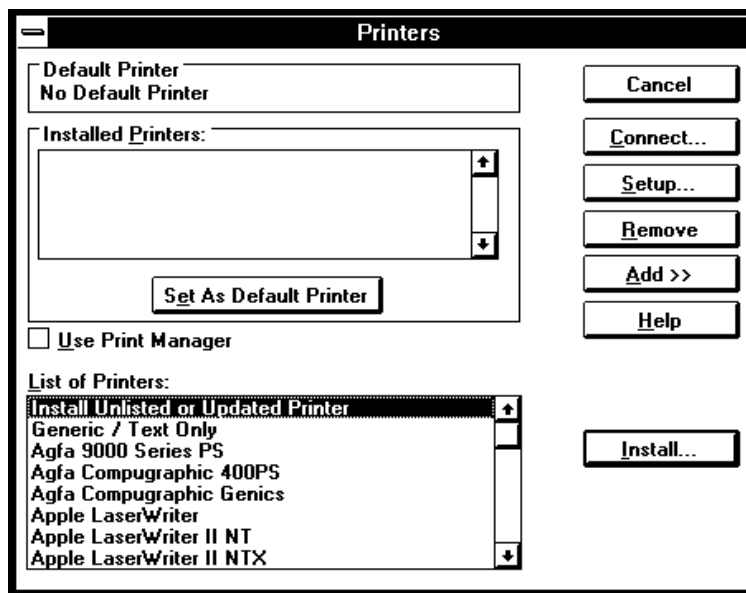 Printers
Default Printer
No Default Printer
Cancel
Installed Printers:
Connect...
Setup...
Remove
Set As Default Printer
Add >>
Help
Use Print Manager
List of Printers:
Install Unlisted or Updated Printer
Generic / Text Only
Agfa 9000 Series PS
Agfa Compugraphic 400PS
Agfa Compugraphic Genics
Apple LaserWriter
Apple LaserWriter II NT
Apple LaserWriter II NTX
Install...